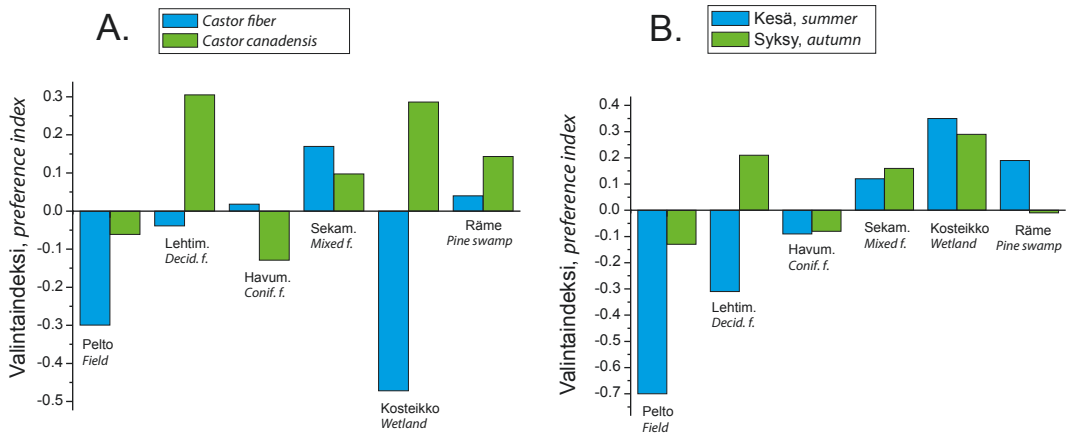 A.
Castor fiber
Castor canadensis
Valintaindeksi, preference index
0.3
0.2
0.1
0.0
-0.1
-0.2
-0.3
-0.4
-0.5
Pelto
Field
Lehtim.
Decid. f.
Havum.
Conif. f.
Sekam.
Mixed f.
Kosteikko
Wetland
Räme
Pine swamp
B.
Kesä, summer
Syksy, autumn
Valintaindeksi, preference index
0.4
0.3
0.2
0.1
0.0
-0.1
-0.2
-0.3
-0.4
-0.5
-0.6
-0.7
Pelto
Field
Lehtim.
Decid. f.
Havum.
Conif. f.
Sekam.
Mixed f.
Kosteikko
Wetland
Räme
Pine swamp